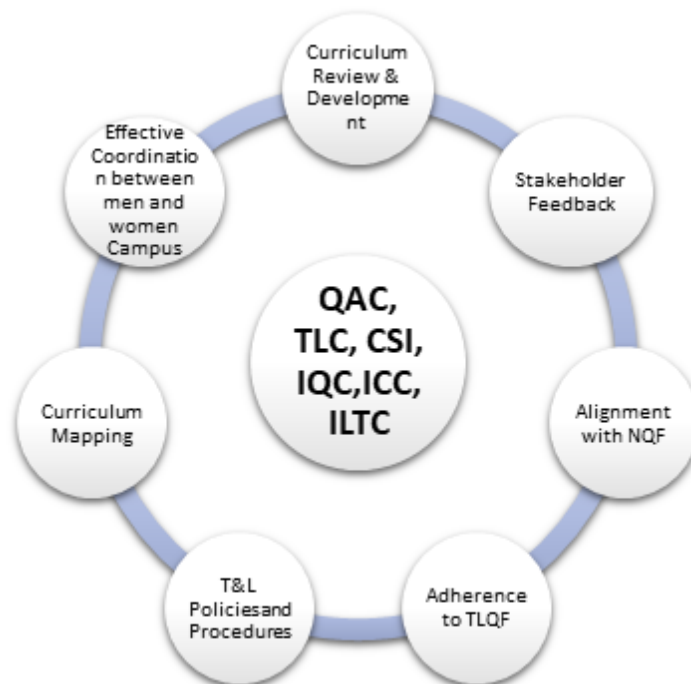 Curriculum
Review &
Developme
nt
Stakeholder
Feedback
Alignment
with NQF
Adherence
to TLQF
T&L
Policiesand
Procedures
Curriculum
Mapping
Effective
Coordinatio
n between
men and
women
Campus
QAC,
TLC, CSI,
IQC,ICC,
ILTC